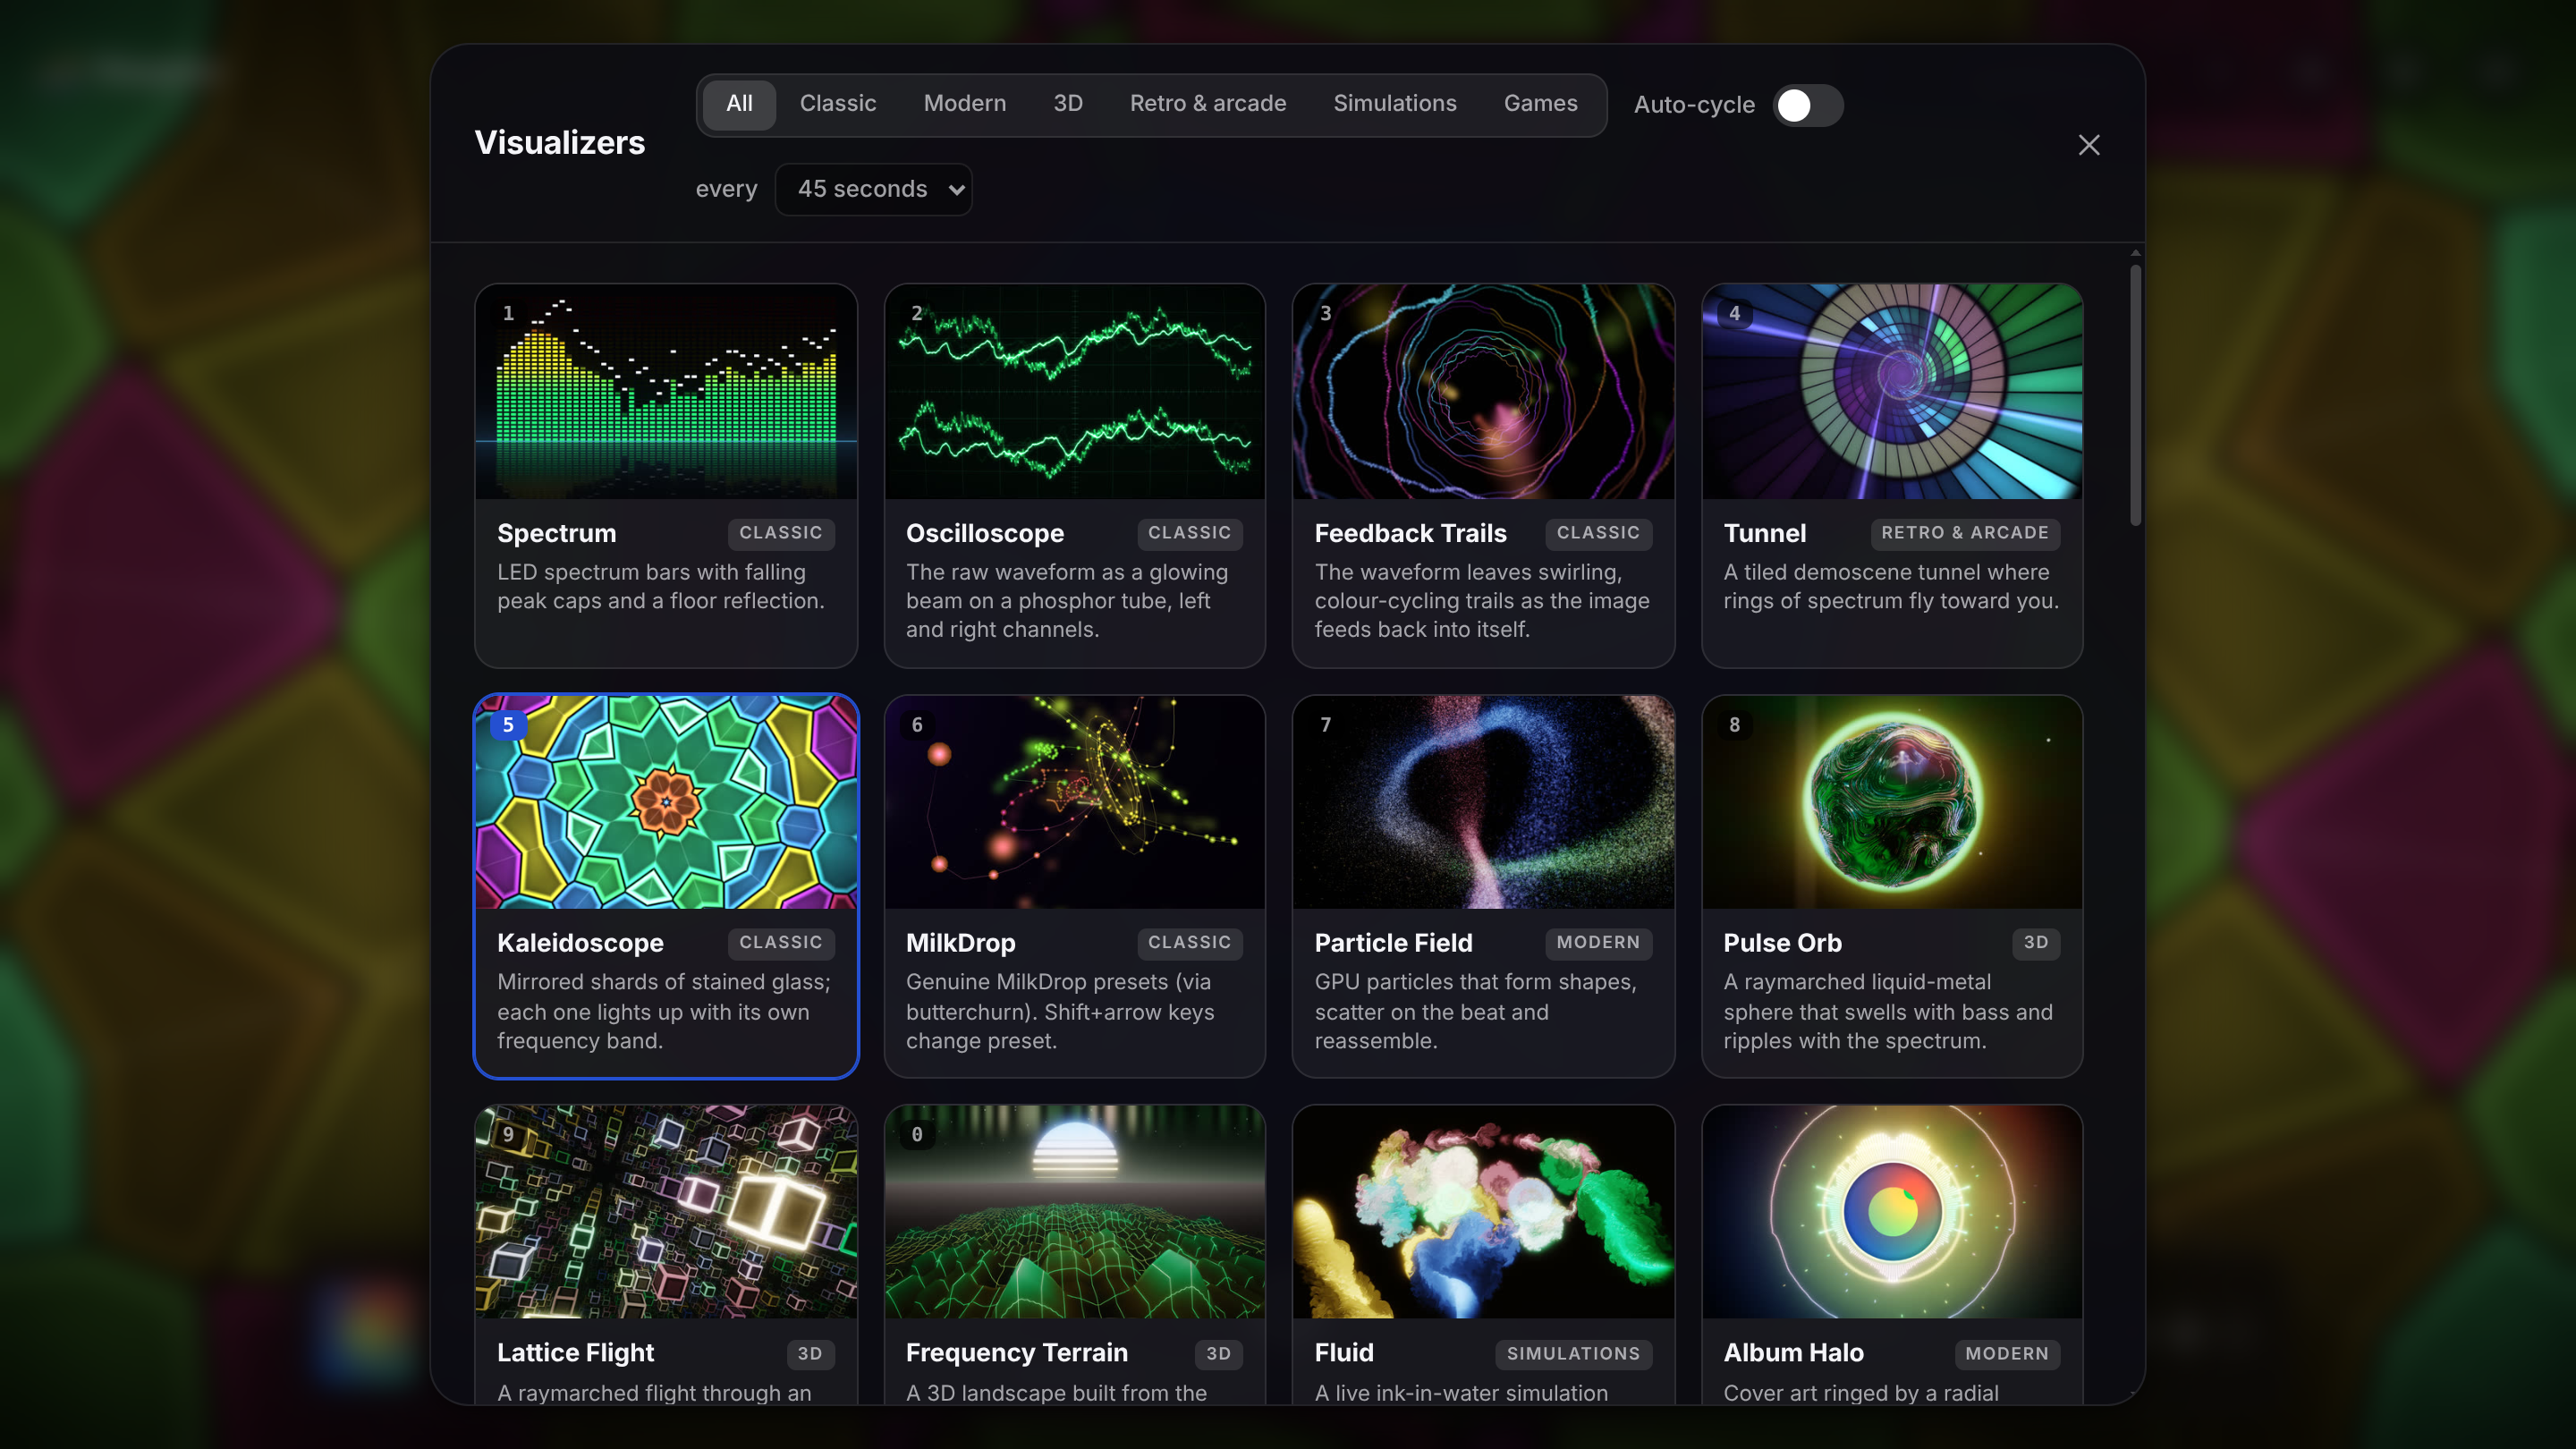 Visualizers
All Classic Modern 3D Retro & arcade Simulations Games Auto-cycle
every 45 seconds
1
2
3
4
Spectrum CLASSIC
LED spectrum bars with falling
peak caps and a floor reflection.
Oscilloscope CLASSIC
The raw waveform as a glowing
beam on a phosphor tube, left
and right channels.
Feedback Trails CLASSIC
The waveform leaves swirling,
colour-cycling trails as the image
feeds back into itself.
Tunnel RETRO & ARCADE
A tiled demoscene tunnel where
rings of spectrum fly toward you.
5
6
7
8
Kaleidoscope CLASSIC
Mirrored shards of stained glass;
each one lights up with its own
frequency band.
MilkDrop CLASSIC
Genuine MilkDrop presets (via
butterchurn). Shift+arrow keys
change preset.
Particle Field MODERN
GPU particles that form shapes,
scatter on the beat and
reassemble.
Pulse Orb 3D
A raymarched liquid-metal
sphere that swells with bass and
ripples with the spectrum.
9
0
Lattice Flight 3D
A raymarched flight through an
Frequency Terrain 3D
A 3D landscape built from the
Fluid SIMULATIONS
A live ink-in-water simulation
Album Halo MODERN
Cover art ringed by a radial